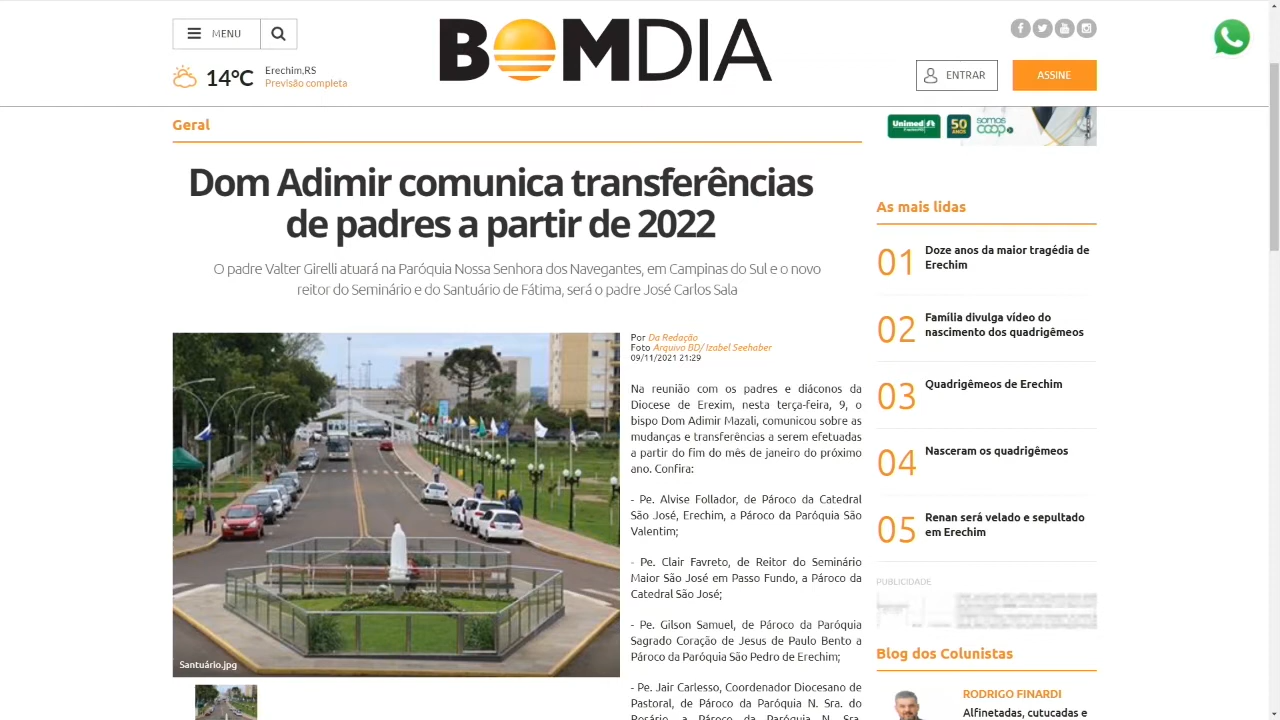 MENU
BOMDIA
14ºC
Erechim,RS
Previsão completa
ENTRAR
ASSINE
Geral
Unimed
50
ANOS
somos
coop
Dom Adimir comunica transferências
de padres a partir de 2022
O padre Valter Girelli atuará na Paróquia Nossa Senhora dos Navegantes, em Campinas do Sul e o novo
reitor do Seminário e do Santuário de Fátima, será o padre José Carlos Sala
Santuário.jpg
Por Da Redação
Foto Arquivo BD/ Izabel Seehaber
09/11/2021 21:29
Na reunião com os padres e diáconos da
Diocese de Erexim, nesta terça-feira, 9, o
bispo Dom Adimir Mazali, comunicou sobre as
mudanças e transferências a serem efetuadas
a partir do fim do mês de janeiro do próximo
ano. Confira:
- Pe. Alvise Follador, de Pároco da Catedral
São José, Erechim, a Pároco da Paróquia São
Valentim;
- Pe. Clair Favreto, de Reitor do Seminário
Maior São José em Passo Fundo, a Pároco da
Catedral São José;
- Pe. Gilson Samuel, de Pároco da Paróquia
Sagrado Coração de Jesus de Paulo Bento a
Pároco da Paróquia São Pedro de Erechim;
- Pe. Jair Carlesso, Coordenador Diocesano de
Pastoral, de Pároco da Paróquia N. Sra. do
Rosário, a Pároco da Paróquia N. Sra.
As mais lidas
01
Doze anos da maior tragédia de
Erechim
02
Família divulga vídeo do
nascimento dos quadrigêmeos
03
Quadrigêmeos de Erechim
04
Nasceram os quadrigêmeos
05
Renan será velado e sepultado
em Erechim
PUBLICIDADE
Blog dos Colunistas
RODRIGO FINARDI
Alfinetadas, cutucadas e